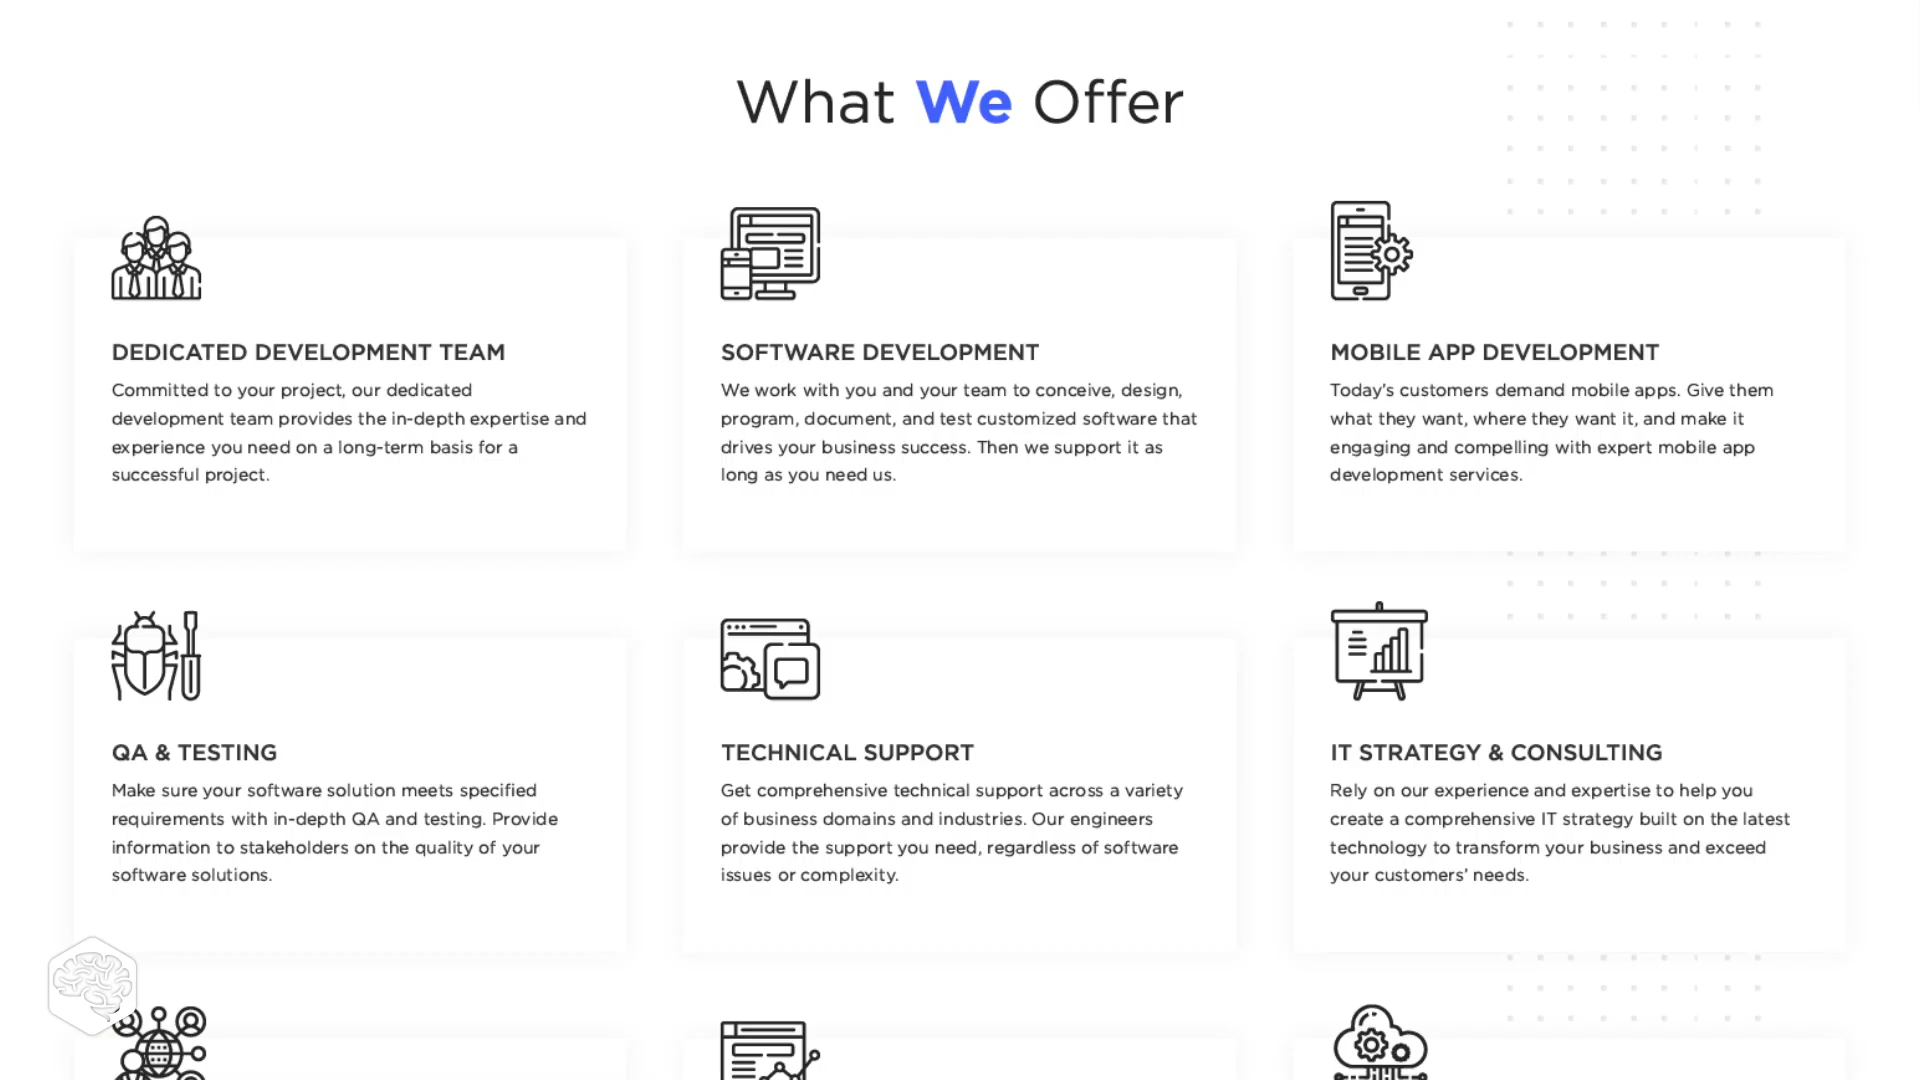 What We Offer
DEDICATED DEVELOPMENT TEAM
Committed to your project, our dedicated
development team provides the in-depth expertise and
experience you need on a long-term basis for a
successful project.
SOFTWARE DEVELOPMENT
We work with you and your team to conceive, design,
program, document, and test customized software that
drives your business success. Then we support it as
long as you need us.
MOBILE APP DEVELOPMENT
Today’s customers demand mobile apps. Give them
what they want, where they want it, and make it
engaging and compelling with expert mobile app
development services.
QA & TESTING
Make sure your software solution meets specified
requirements with in-depth QA and testing. Provide
information to stakeholders on the quality of your
software solutions.
TECHNICAL SUPPORT
Get comprehensive technical support across a variety
of business domains and industries. Our engineers
provide the support you need, regardless of software
issues or complexity.
IT STRATEGY & CONSULTING
Rely on our experience and expertise to help you
create a comprehensive IT strategy built on the latest
technology to transform your business and exceed
your customers’ needs.